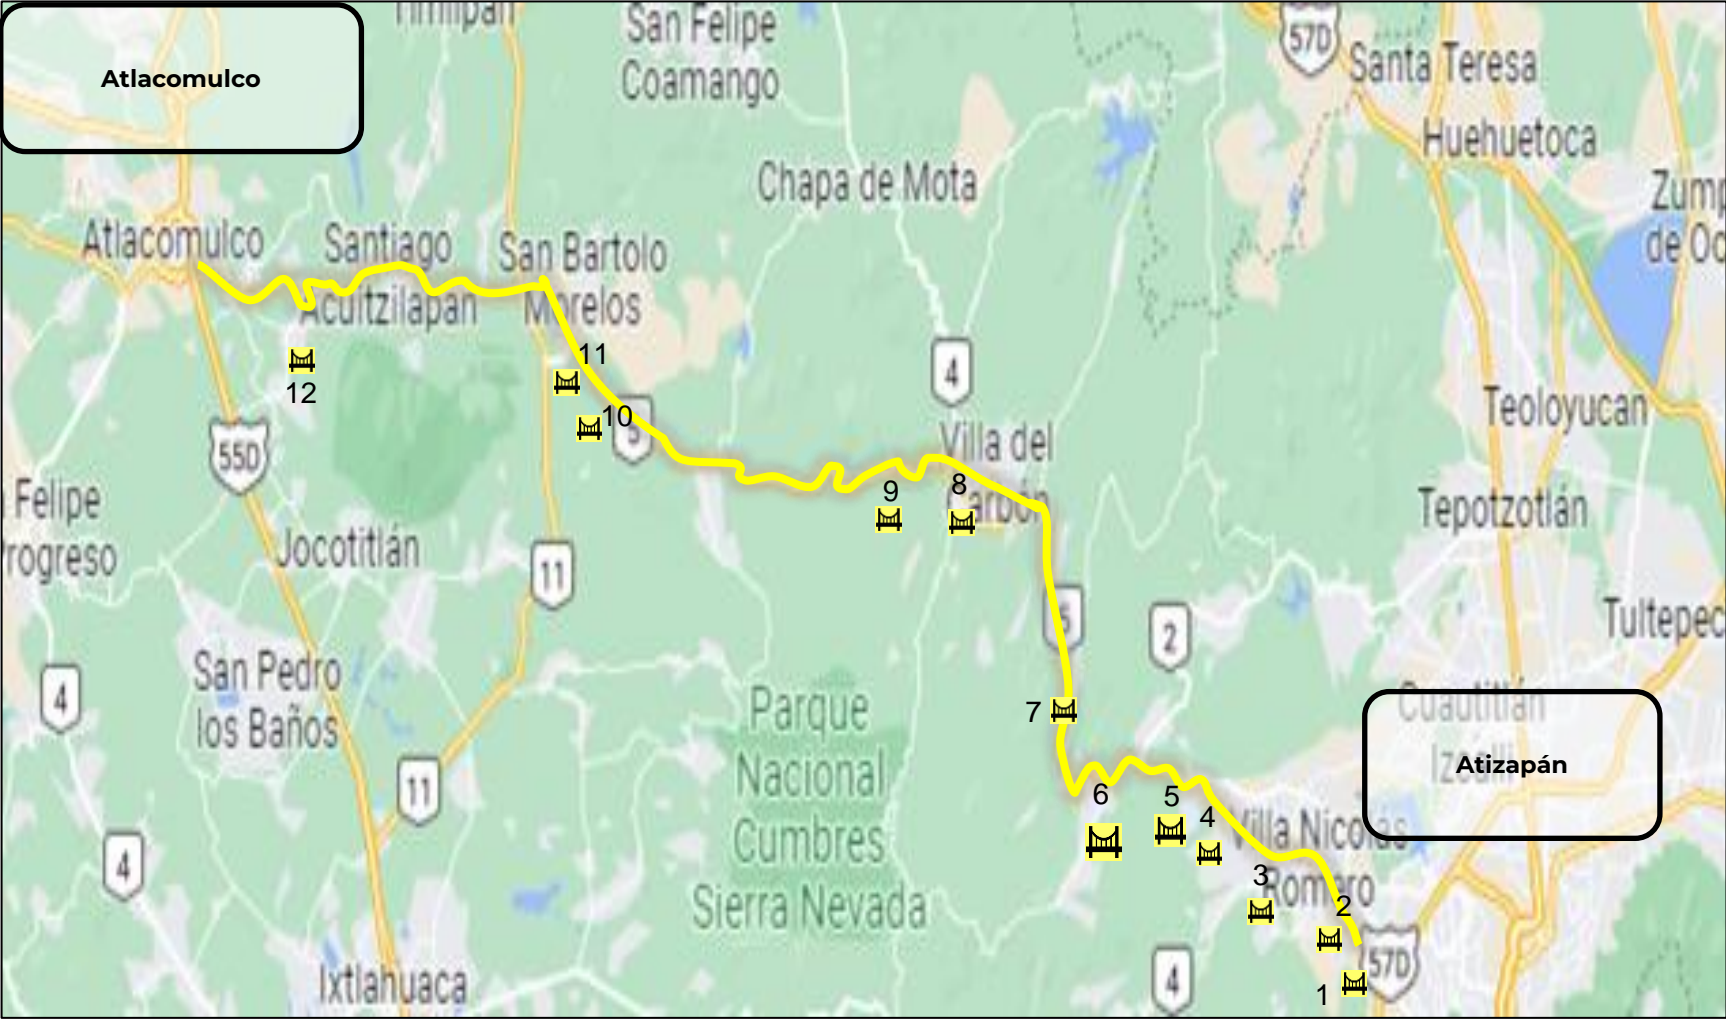 Atlacomulco
San Felipe
Coamango
57D
Santa Teresa
Huehuetoca
Chapa de Mota
Atlacomulco
Santiago
Acutzilapan
San Bartolo
Morelos
12
11
10
5
4
Villa del
Carbón
9
8
Teoloyucan
Tepotzotlán
55D
Felipe
Jocotitlán
11
5
2
San Pedro
los Baños
4
7
Parque
Nacional
Cumbres
Sierra Nevada
Cuautitlán
Atizapán
11
6
5
4
Villa Nicolás
Romero
3
2
4
57D
1
4
Ixtlahuaca